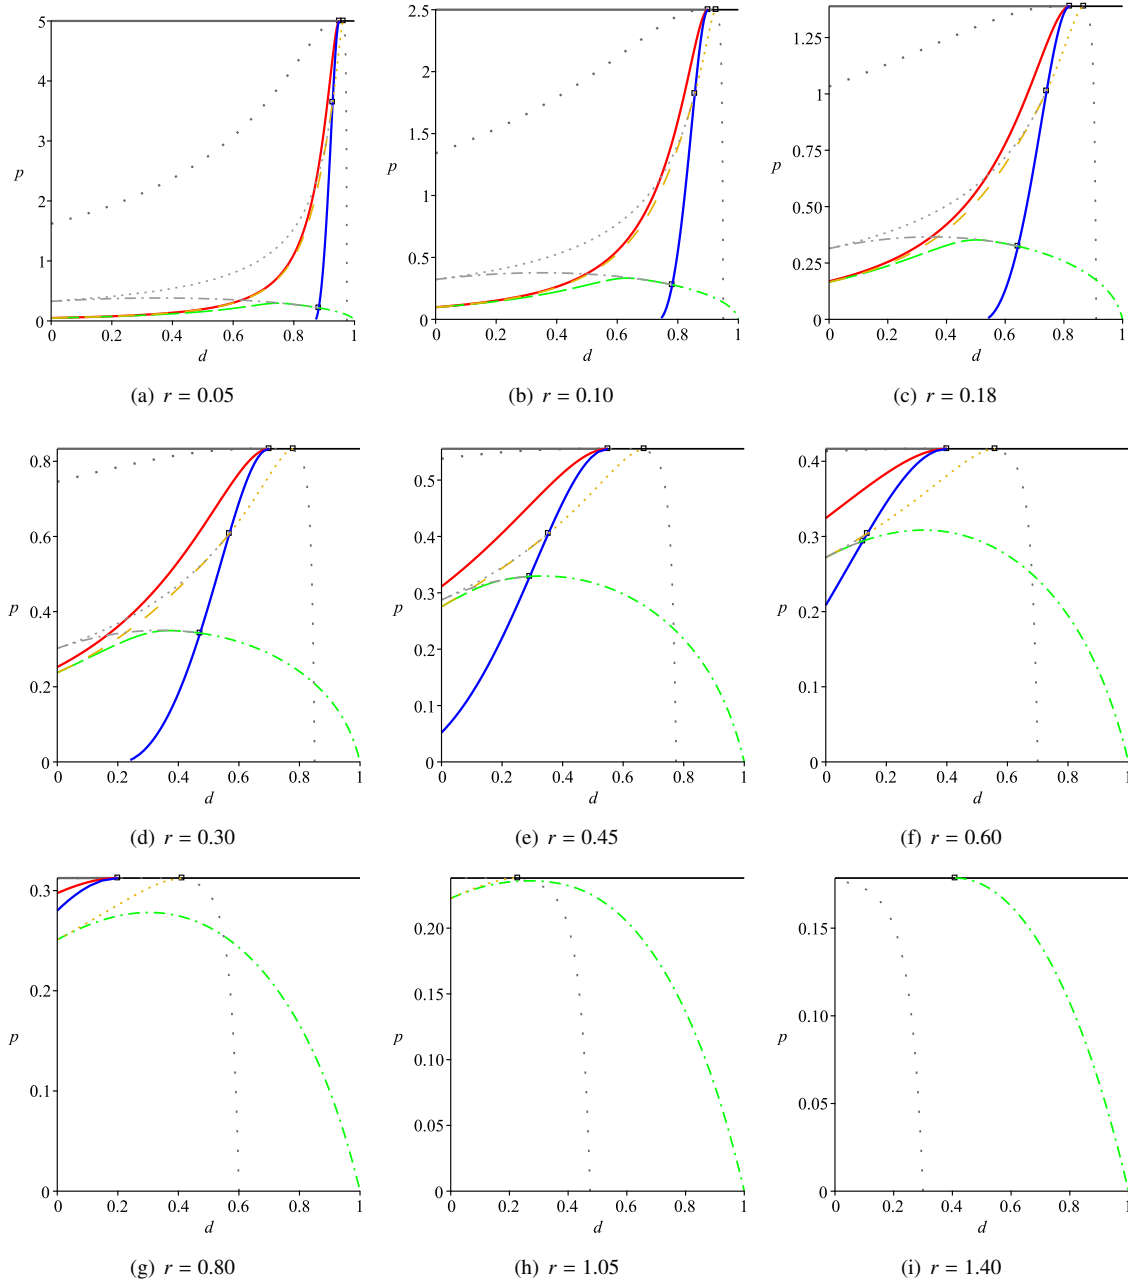 5
4
3
p
2
1
0
0 0.2 0.4 0.6 0.8 1
d
(a) r = 0.05
2.5
2
1.5
p
1
0.5
0
0 0.2 0.4 0.6 0.8 1
d
(b) r = 0.10
1.25
1
0.75
p
0.50
0.25
0
0 0.2 0.4 0.6 0.8 1
d
(c) r = 0.18
0.8
0.6
p
0.4
0.2
0
0 0.2 0.4 0.6 0.8 1
d
(d) r = 0.30
0.5
0.4
0.3
p
0.2
0.1
0
0 0.2 0.4 0.6 0.8 1
d
(e) r = 0.45
0.4
0.3
p
0.2
0.1
0
0 0.2 0.4 0.6 0.8 1
d
(f) r = 0.60
0.3
0.2
p
0.1
0
0 0.2 0.4 0.6 0.8 1
d
(g) r = 0.80
0.20
0.15
p
0.10
0.05
0
0 0.2 0.4 0.6 0.8 1
d
(h) r = 1.05
0.15
0.10
p
0.05
0
0 0.2 0.4 0.6 0.8 1
d
(i) r = 1.40